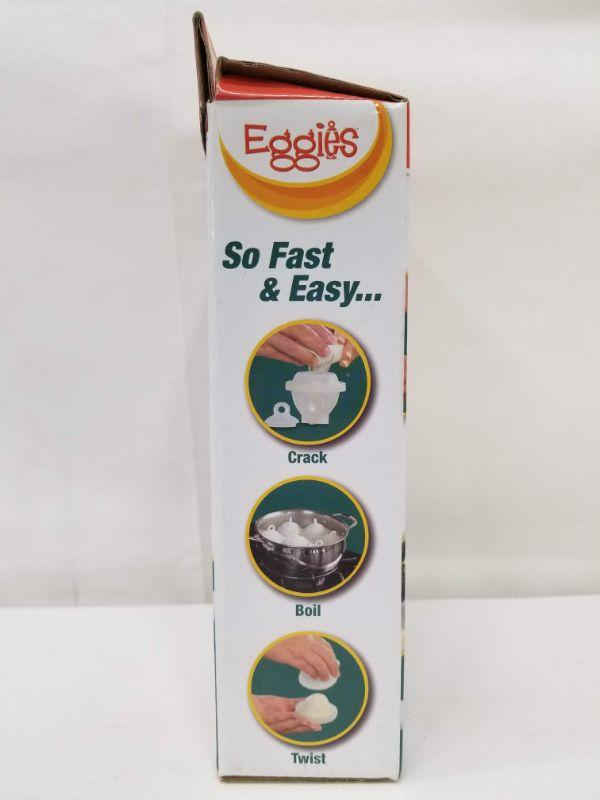 Eggies
So Fast
& Easy...
Crack
Boil
Twist